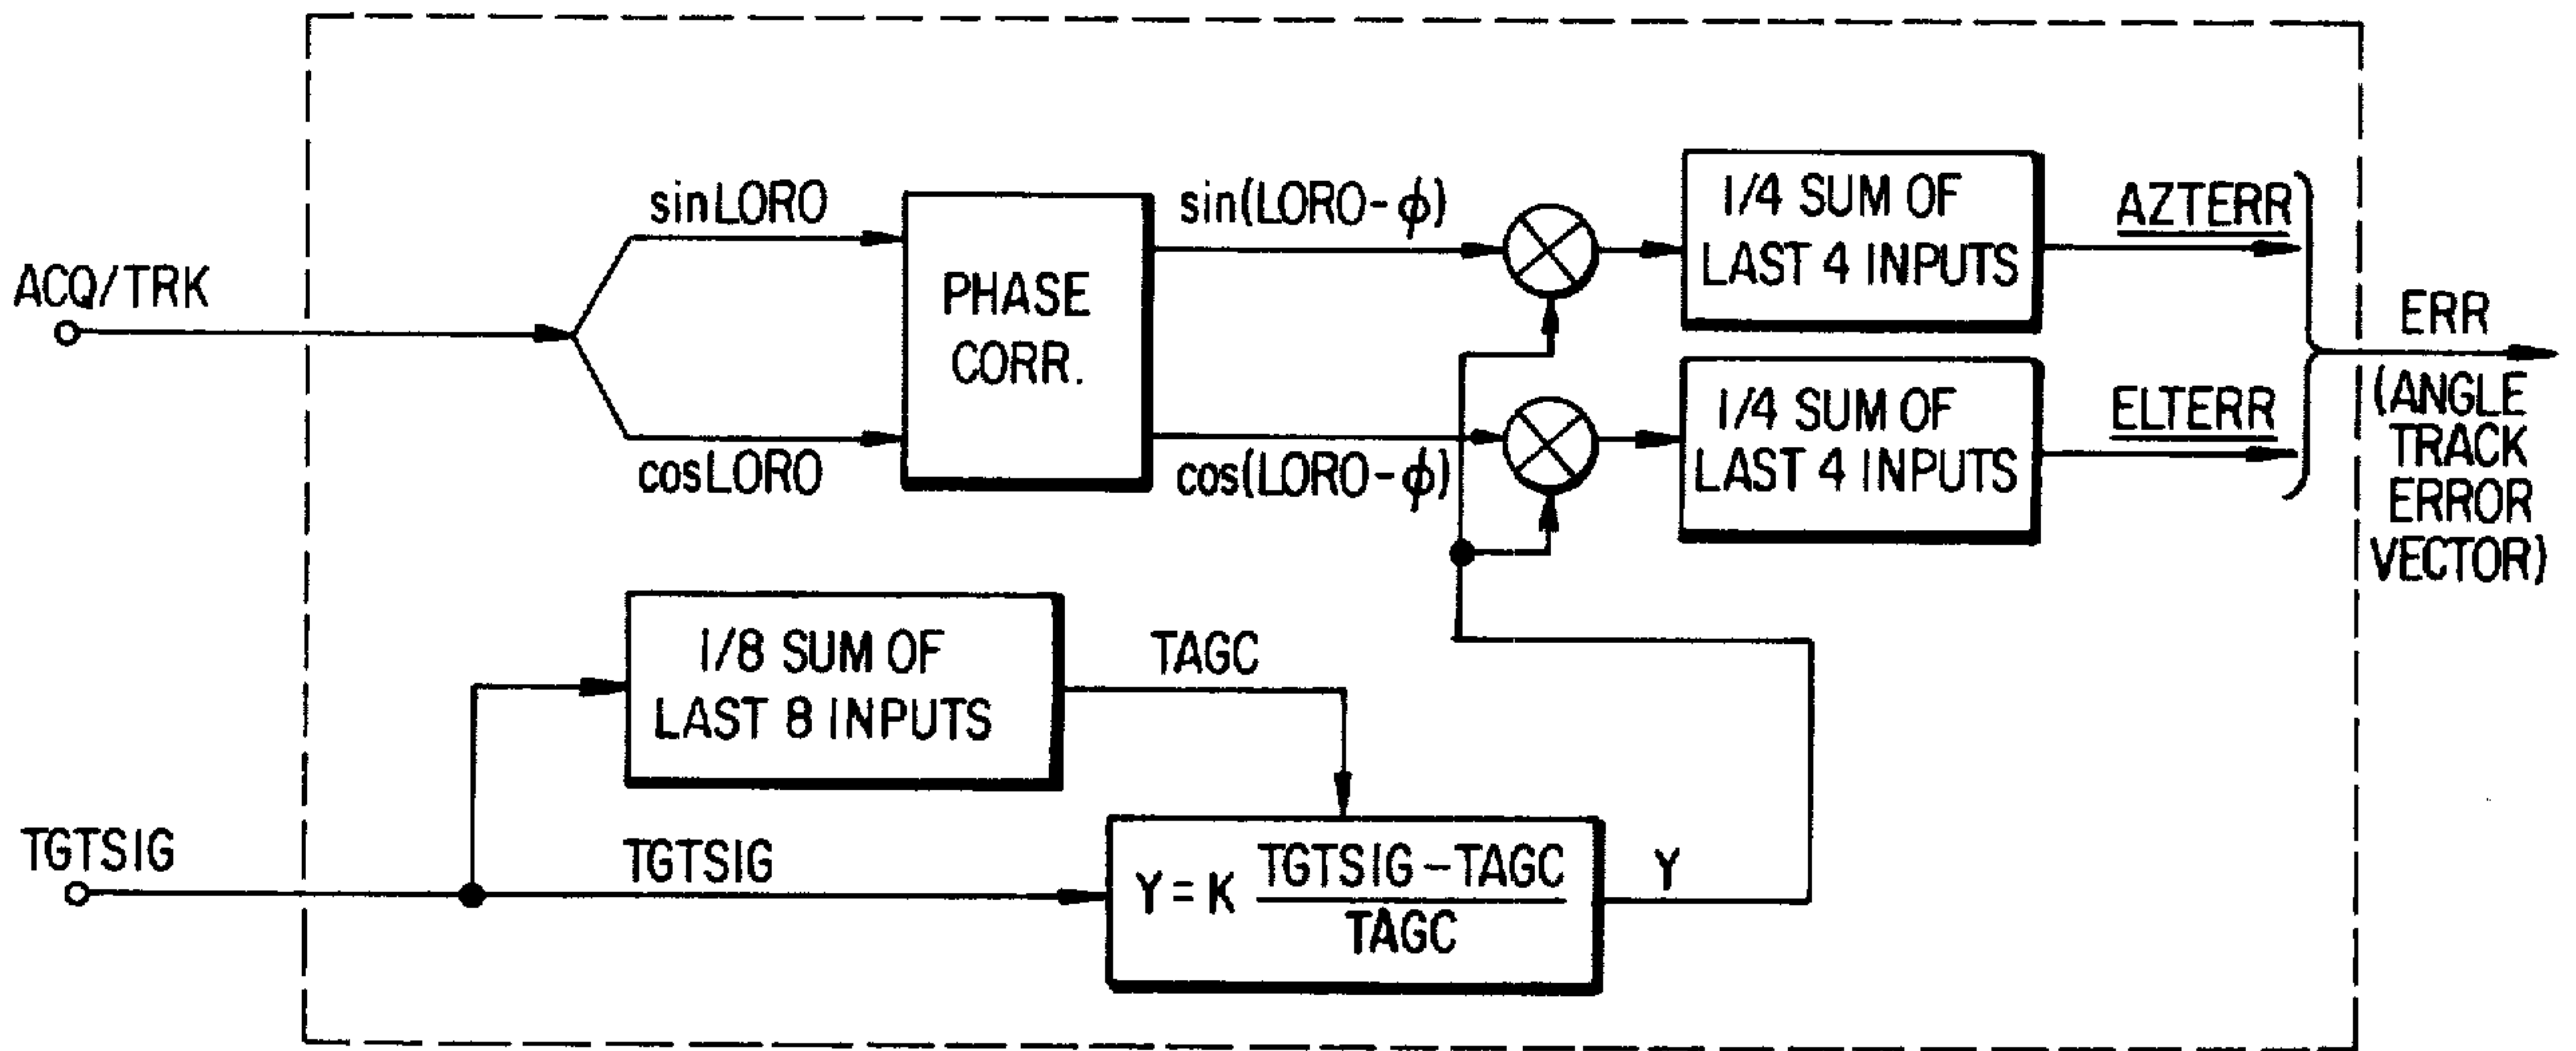 ACQ/TRK
sinLORO
cosLORO
PHASE
CORR.
sin(LORO-ϕ)
cos(LORO-ϕ)
1/4 SUM OF
LAST 4 INPUTS
1/4 SUM OF
LAST 4 INPUTS
AZTERR
ELTERR
ERR
(ANGLE
TRACK
ERROR
VECTOR)
1/8 SUM OF
LAST 8 INPUTS
TAGC
TGTSIG
TGTSIG
Y = K TGTSIG-TAGC
TAGC
Y